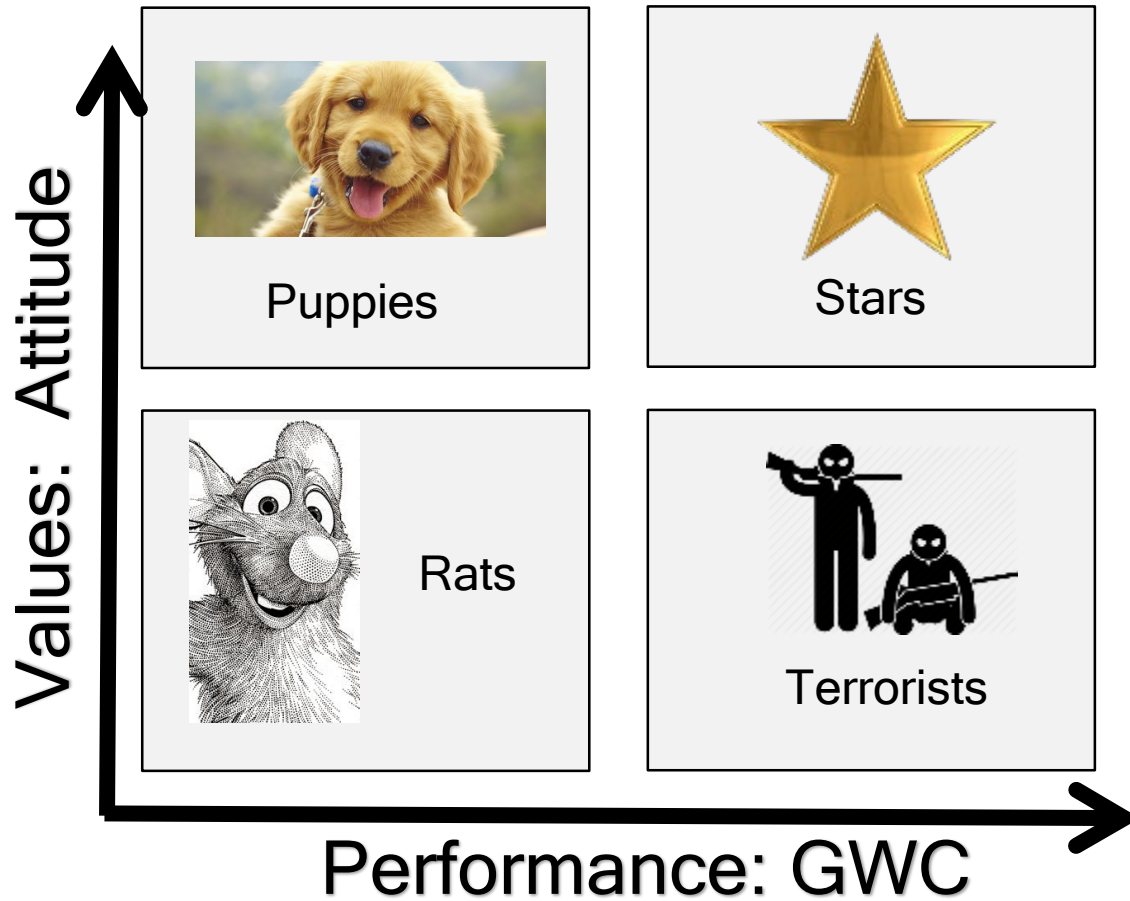 Values: Attitude
Puppies
Stars
Rats
Terrorists
Performance: GWC